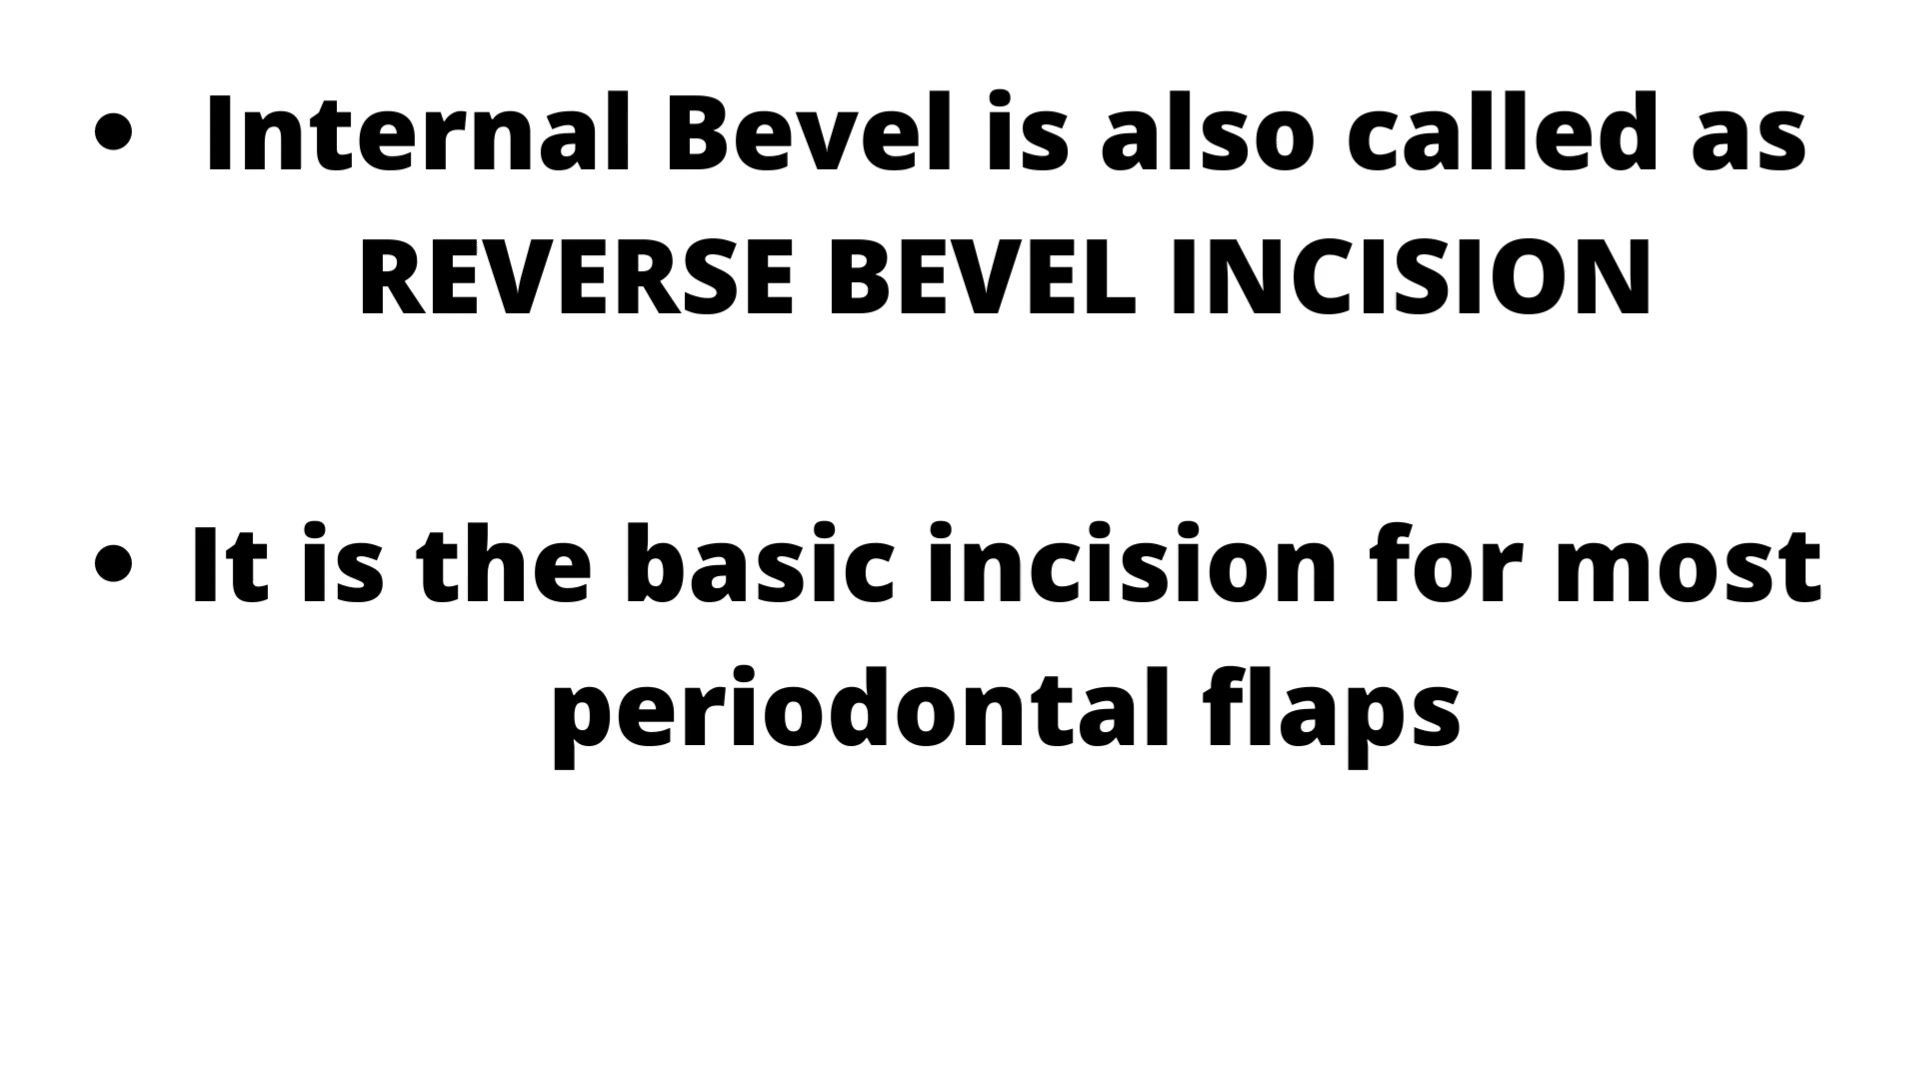 • Internal Bevel is also called as
REVERSE BEVEL INCISION
• It is the basic incision for most
periodontal flaps